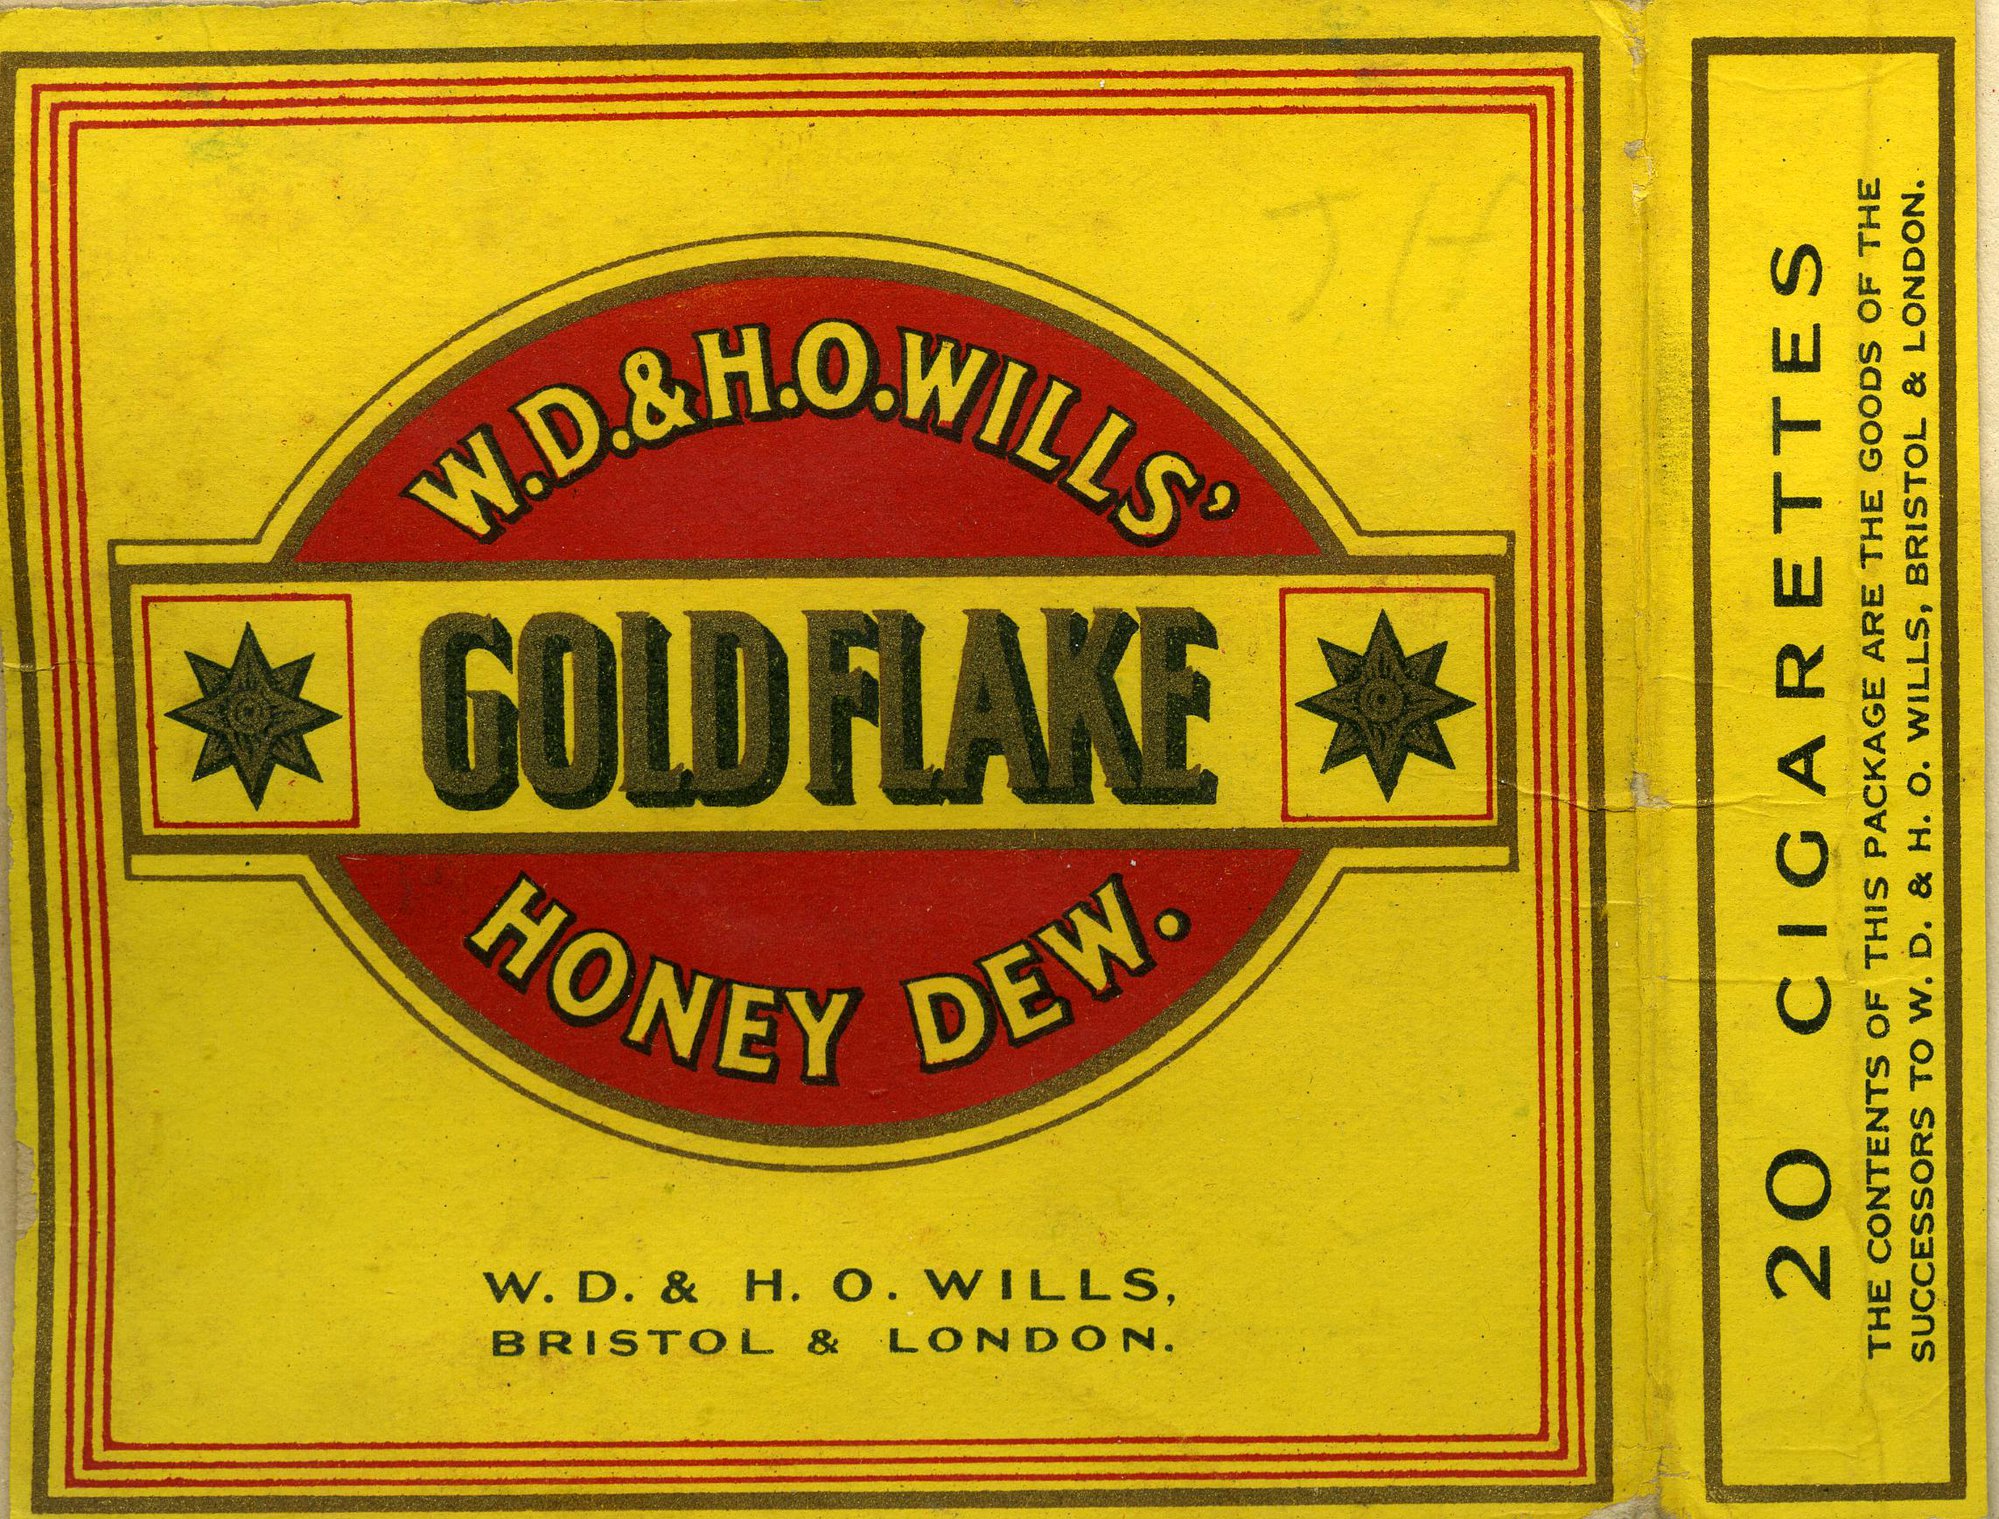 W.D.&H.O.WILLS'
GOLD FLAKE
HONEY DEW.
W. D. & H. O. WILLS,
BRISTOL & LONDON.
JH
20 CIGARETTES
THE CONTENTS OF THIS PACKAGE ARE THE GOODS OF THE
SUCCESSORS TO W. D. & H. O. WILLS, BRISTOL & LONDON.